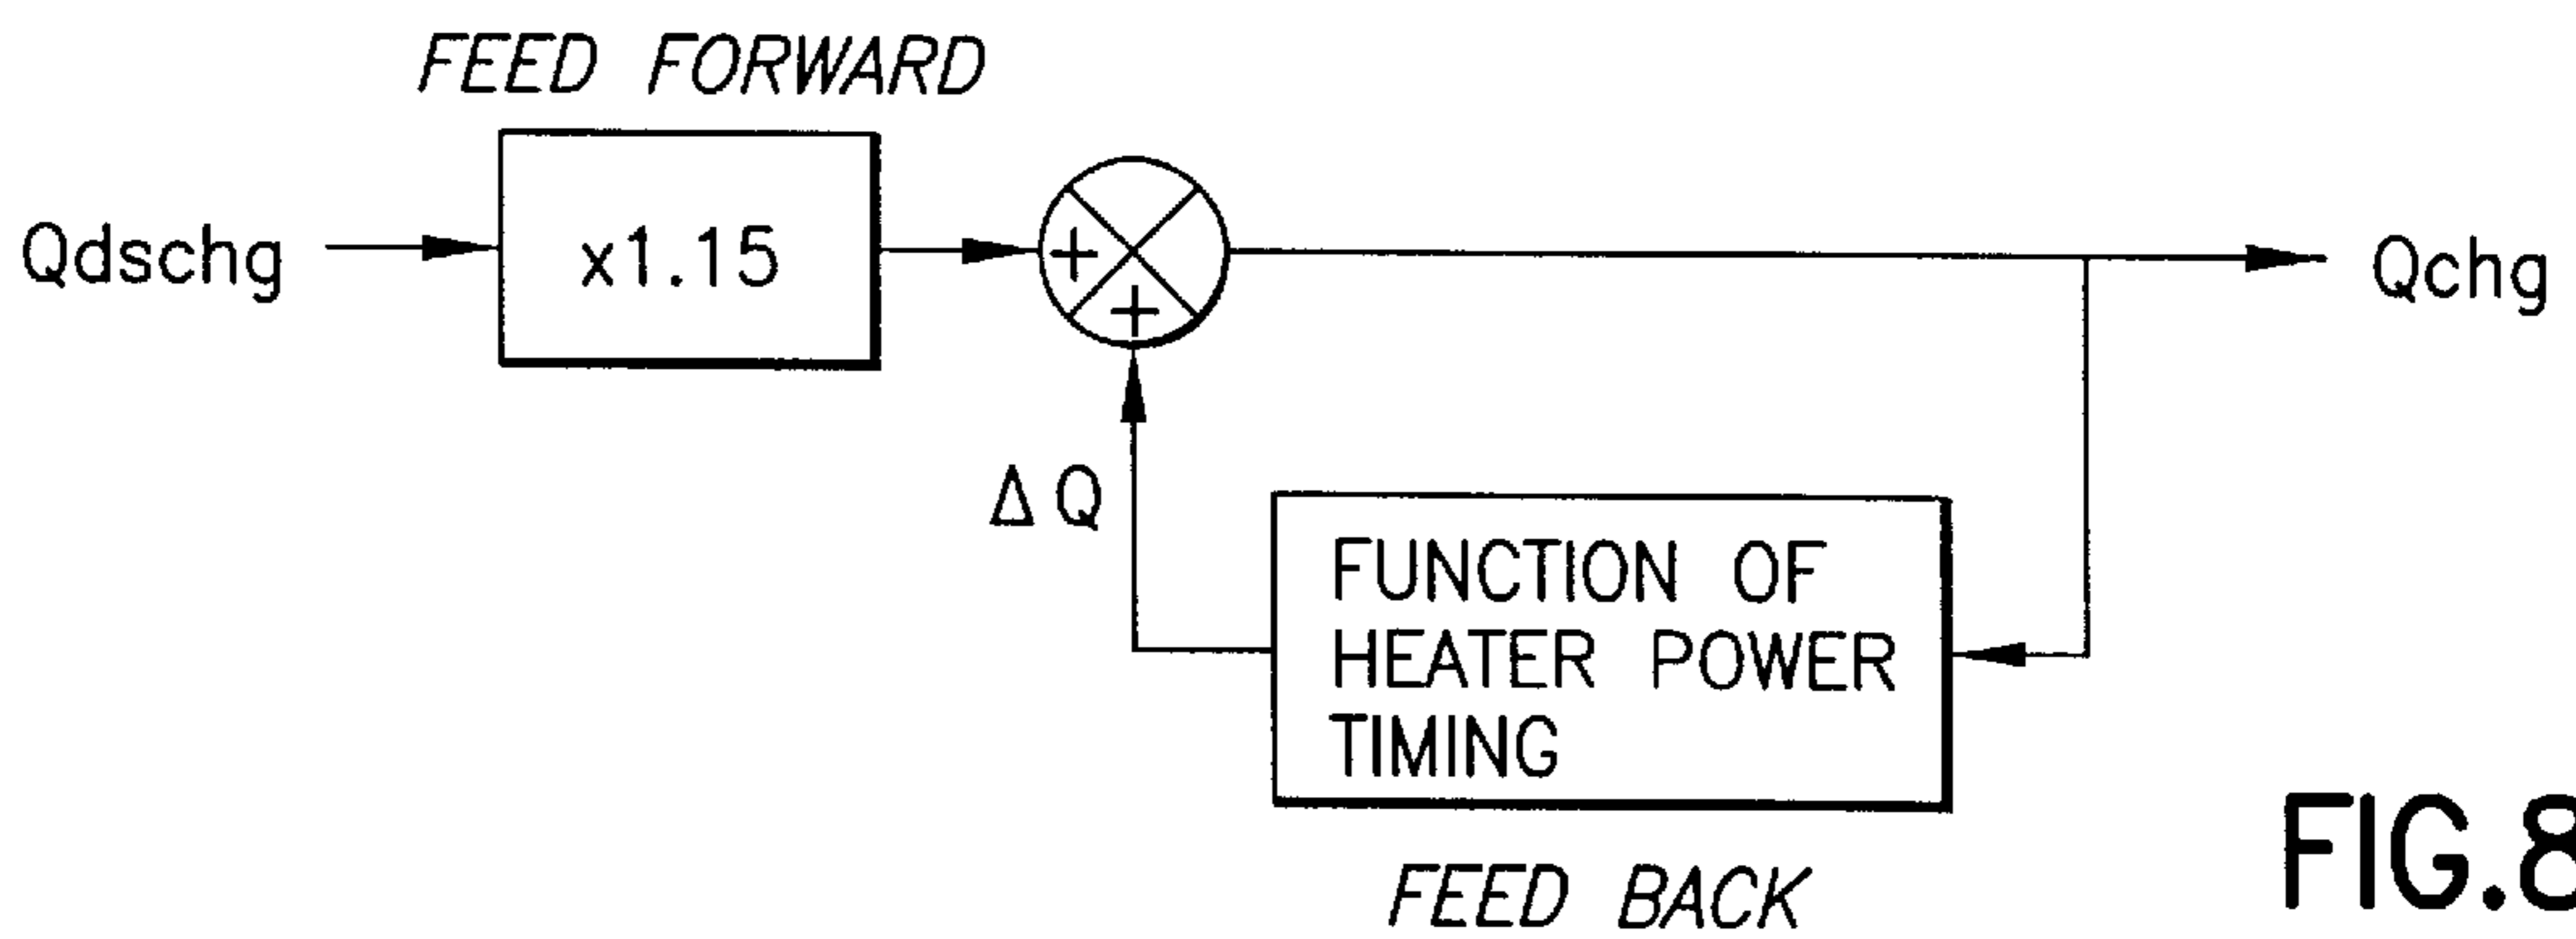 FEED FORWARD
Qdschg
x1.15
+
+
Qchg
ΔQ
FUNCTION OF
HEATER POWER
TIMING
FEED BACK
FIG.8